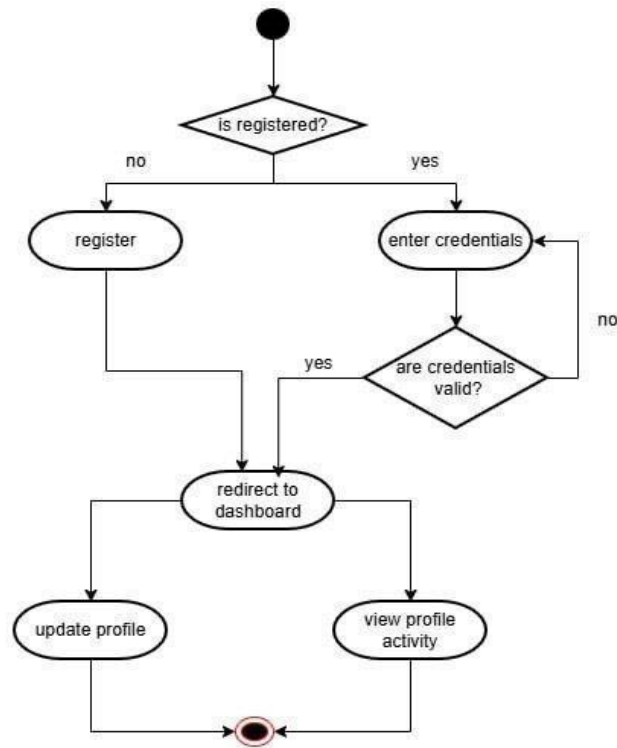 is registered?
no
yes
register
enter credentials
no
yes
are credentials
valid?
redirect to
dashboard
update profile
view profile
activity